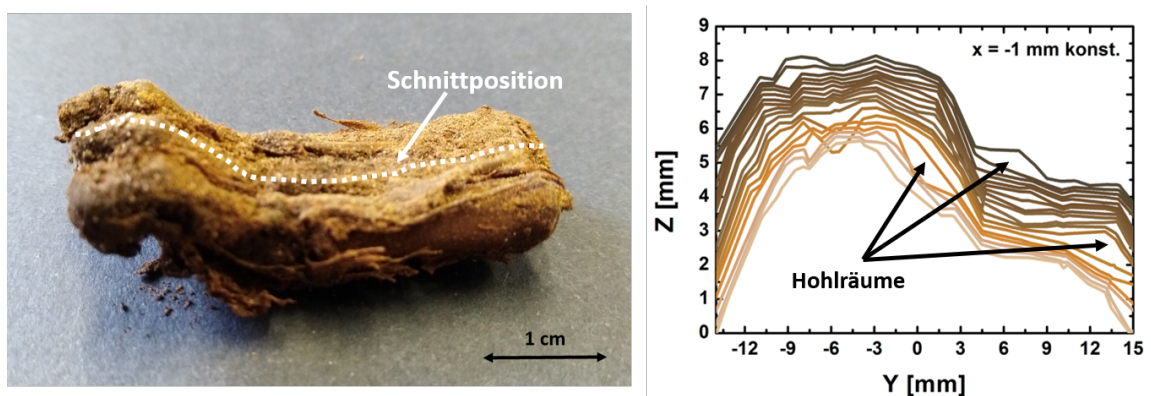 Schnittposition
1 cm
x = -1 mm konst.
9
8
7
6
5
4
3
2
1
0
Z [mm]
Hohlräume
-12 -9 -6 -3 0 3 6 9 12 15
Y [mm]